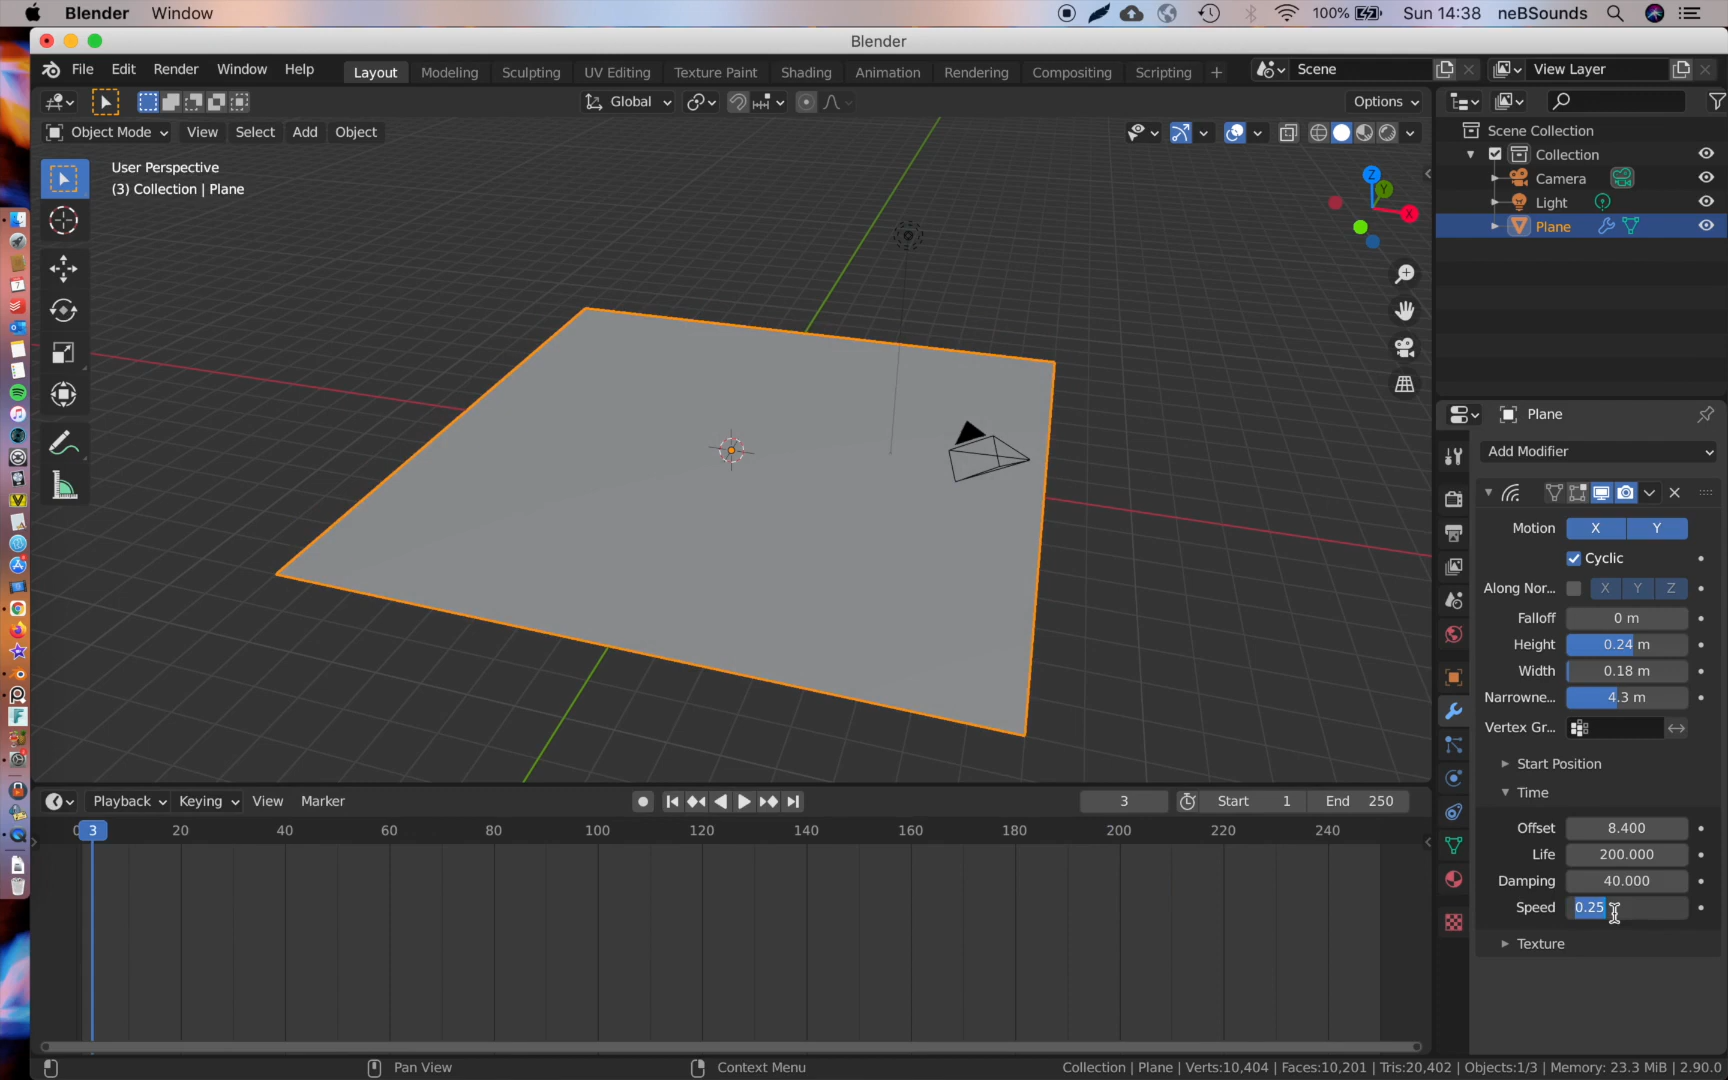 Blender Window 100% Sun 14:38 neBSounds
Blender
File Edit Render Window Help Layout Modeling Sculpting UV Editing Texture Paint Shading Animation Rendering Compositing Scripting + Scene View Layer
Global Options
Object Mode View Select Add Object
User Perspective
(3) Collection | Plane
Z
Y
X
Scene Collection
Collection
Camera
Light
Plane
Plane
Add Modifier
Motion X Y
Cyclic
Along Nor... X Y Z
Falloff 0 m
Height 0.24 m
Width 0.18 m
Narrowne... 4.3 m
Vertex Gr...
Start Position
Time
Offset 8.400
Life 200.000
Damping 40.000
Speed 0.25
Texture
Playback Keying View Marker 3 Start 1 End 250
0 3 20 40 60 80 100 120 140 160 180 200 220 240
Pan View Context Menu Collection | Plane | Verts:10,404 | Faces:10,201 | Tris:20,402 | Objects:1/3 | Memory: 23.3 MiB | 2.90.0